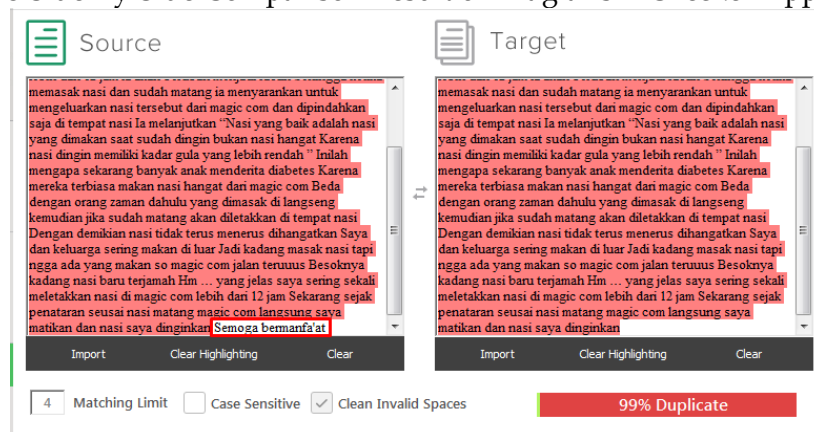 Source
Target
memasak nasi dan sudah matang ia menyarankan untuk
mengeluarkan nasi tersebut dari magic com dan dipindahkan
saja di tempat nasi Ia melanjutkan “Nasi yang baik adalah nasi
yang dimakan saat sudah dingin bukan nasi hangat Karena
nasi dingin memiliki kadar gula yang lebih rendah ” Inilah
mengapa sekarang banyak anak menderita diabetes Karena
mereka terbiasa makan nasi hangat dari magic com Beda
dengan orang zaman dahulu yang dimasak di langseng
kemudian jika sudah matang akan diletakkan di tempat nasi
Dengan demikian nasi tidak terus menerus dihangatkan Saya
dan keluarga sering makan di luar Jadi kadang masak nasi tapi
ngga ada yang makan so magic com jalan teruuus Besoknya
kadang nasi baru terjamah Hm … yang jelas saya sering sekali
meletakkan nasi di magic com lebih dari 12 jam Sekarang sejak
penataran seusai nasi matang magic com langsung saya
matikan dan nasi saya dinginkan Semoga bermanfa'at
memasak nasi dan sudah matang ia menyarankan untuk
mengeluarkan nasi tersebut dari magic com dan dipindahkan
saja di tempat nasi Ia melanjutkan “Nasi yang baik adalah nasi
yang dimakan saat sudah dingin bukan nasi hangat Karena
nasi dingin memiliki kadar gula yang lebih rendah ” Inilah
mengapa sekarang banyak anak menderita diabetes Karena
mereka terbiasa makan nasi hangat dari magic com Beda
dengan orang zaman dahulu yang dimasak di langseng
kemudian jika sudah matang akan diletakkan di tempat nasi
Dengan demikian nasi tidak terus menerus dihangatkan Saya
dan keluarga sering makan di luar Jadi kadang masak nasi tapi
ngga ada yang makan so magic com jalan teruuus Besoknya
kadang nasi baru terjamah Hm … yang jelas saya sering sekali
meletakkan nasi di magic com lebih dari 12 jam Sekarang sejak
penataran seusai nasi matang magic com langsung saya
matikan dan nasi saya dinginkan
Import Clear Highlighting Clear
Import Clear Highlighting Clear
4 Matching Limit Case Sensitive Clean Invalid Spaces 99% Duplicate